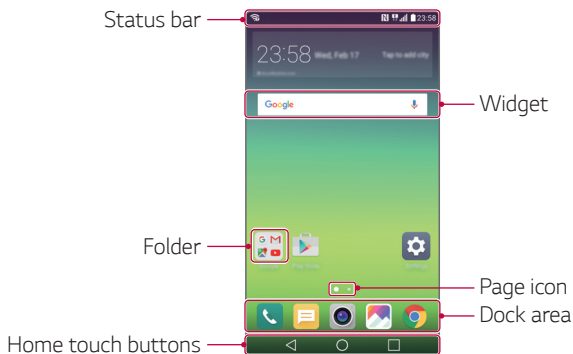 Status bar
23:58
23:58 Wed, Feb 17 Tap to add city
Google
Widget
Folder
Page icon
Dock area
Home touch buttons